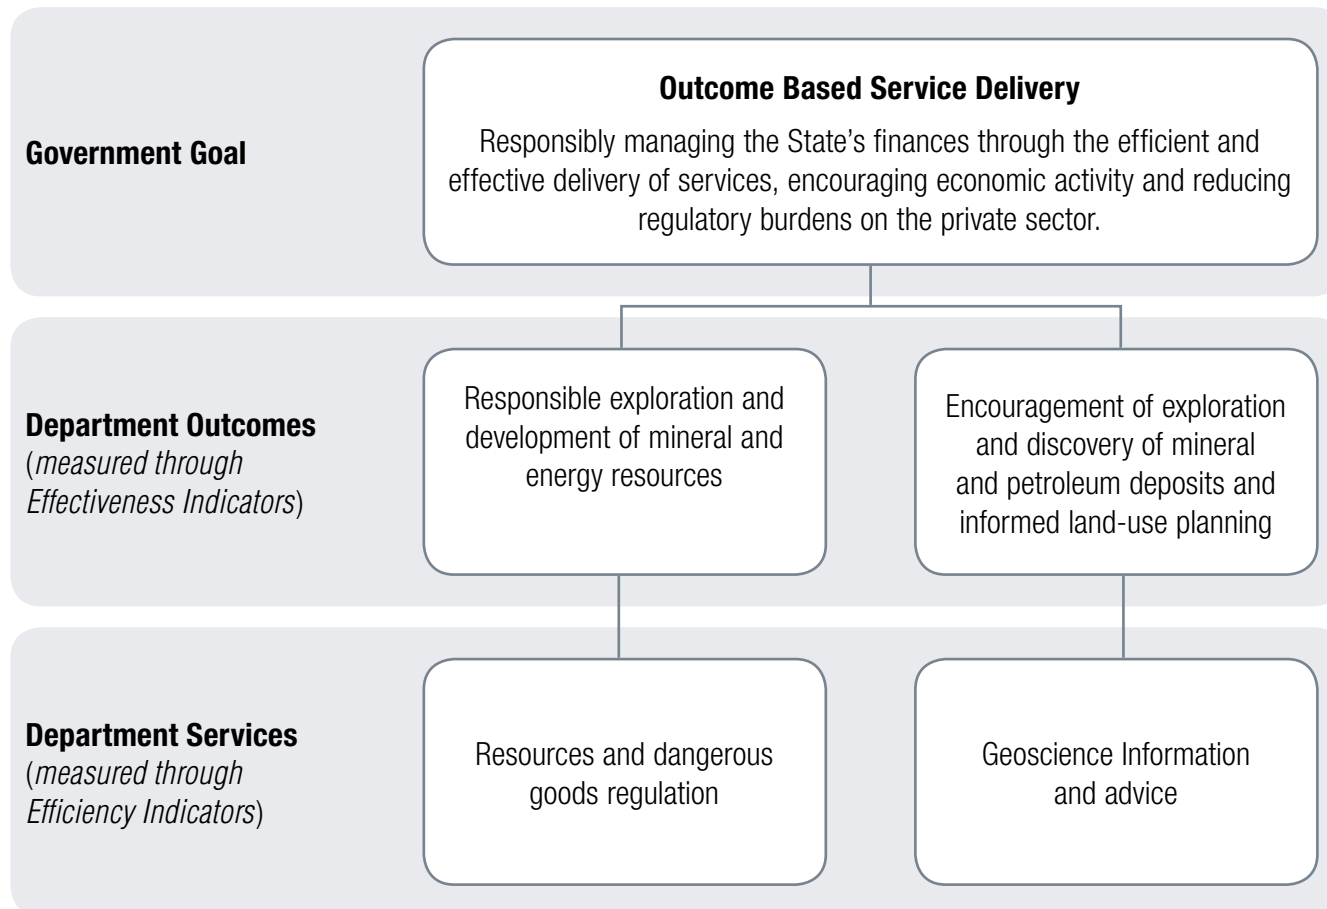 Government Goal
Outcome Based Service Delivery
Responsibly managing the State’s finances through the efficient and
effective delivery of services, encouraging economic activity and reducing
regulatory burdens on the private sector.
Department Outcomes
(measured through
Effectiveness Indicators)
Responsible exploration and
development of mineral and
energy resources
Encouragement of exploration
and discovery of mineral
and petroleum deposits and
informed land-use planning
Department Services
(measured through
Efficiency Indicators)
Resources and dangerous
goods regulation
Geoscience Information
and advice